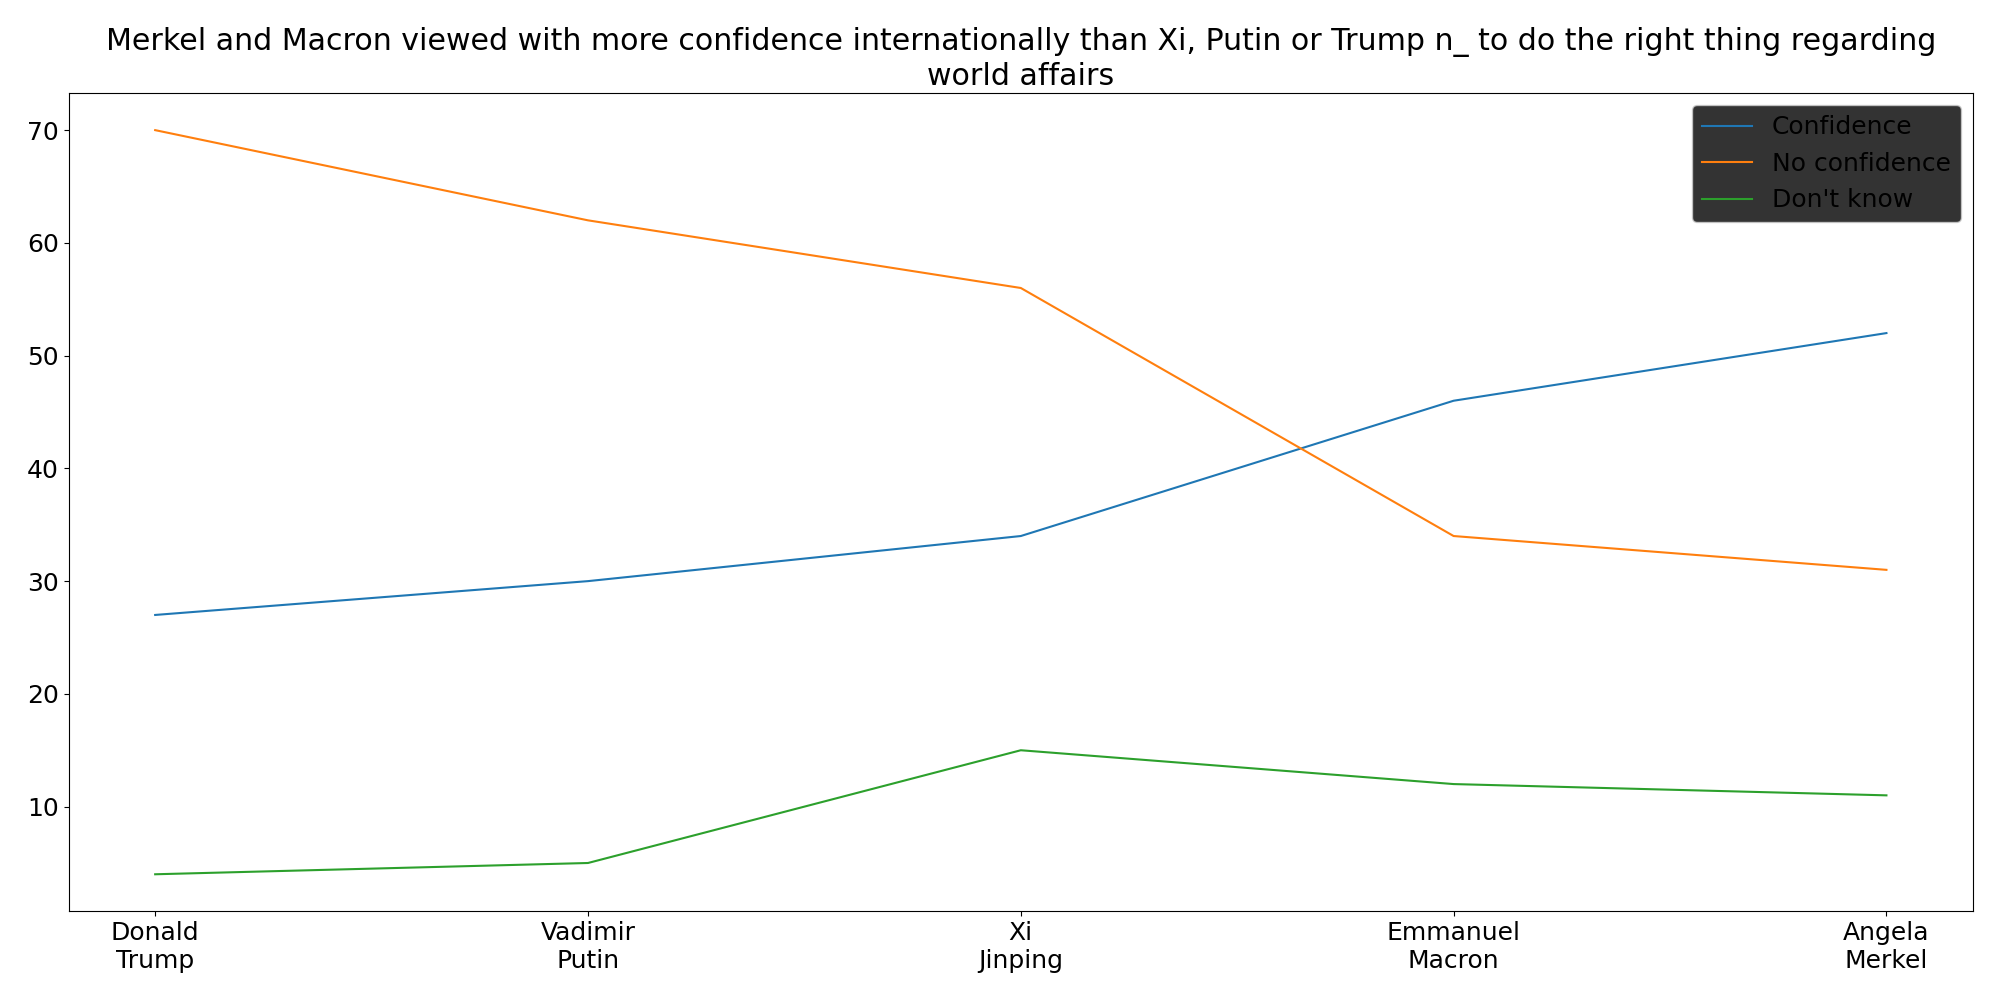 Merkel and Macron viewed with more confidence internationally than Xi, Putin or Trump n_ to do the right thing regarding
world affairs
Confidence
No confidence
Don't know
70
60
50
40
30
20
10
Donald
Trump
Vadimir
Putin
Xi
Jinping
Emmanuel
Macron
Angela
Merkel